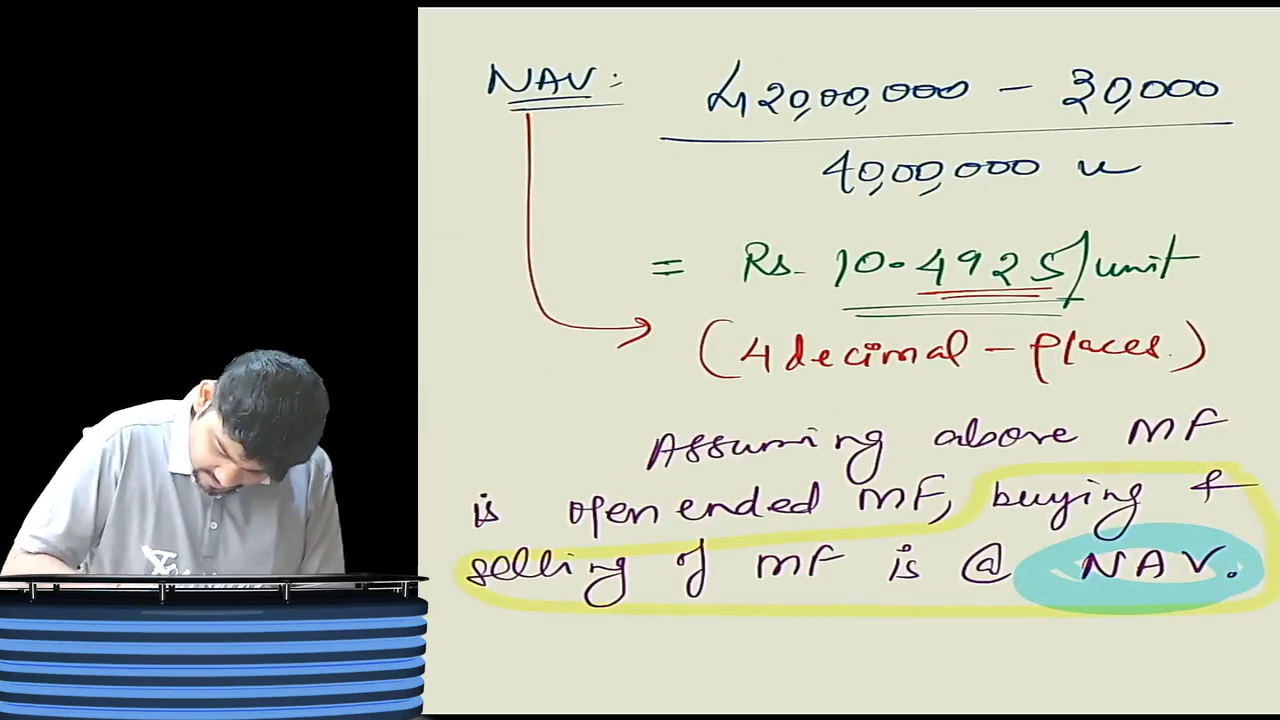 NAV: 4,20,00,000 - 30,000
40,00,000 u
= Rs. 10.4925/unit
(4 decimal - places.)
Assuming above MF
is open ended MF, buying &
selling of MF is @ NAV.